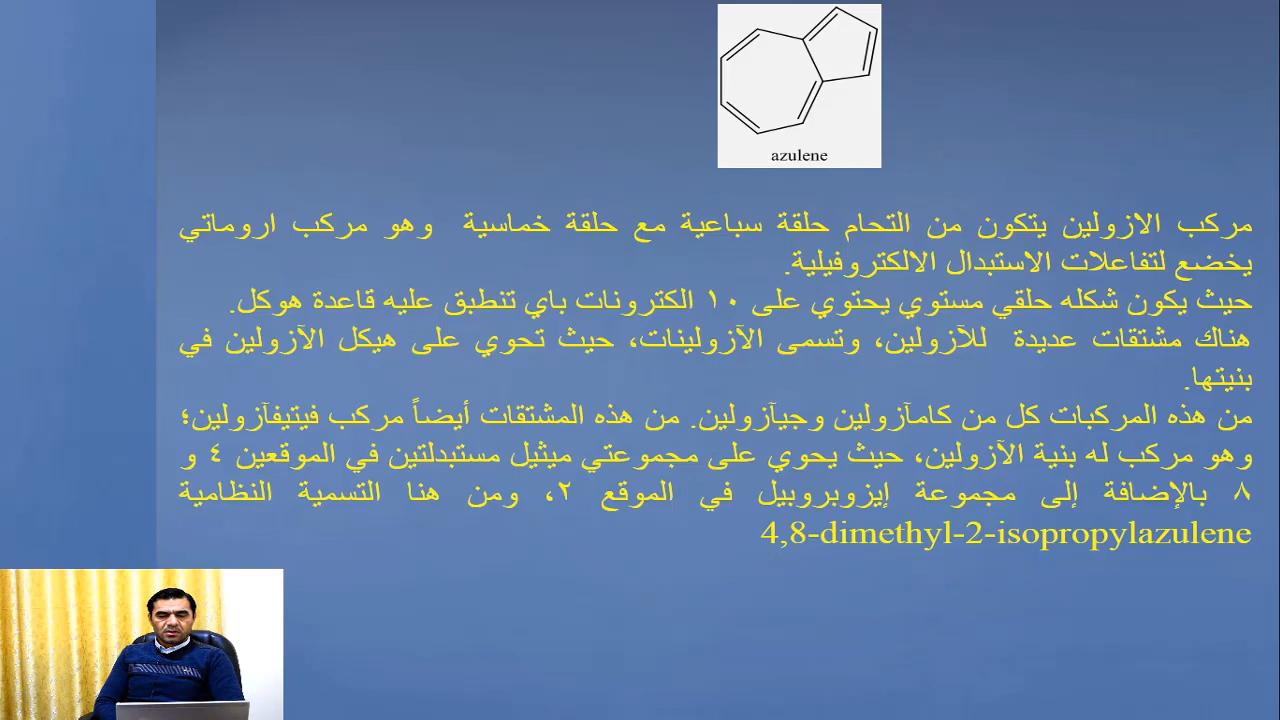 azulene
مركب الازولين يتكون من التحام حلقة سباعية مع حلقة خماسية وهو مركب اروماتي
يخضع لتفاعلات الاستبدال الالكتروفيلية.
حيث يكون شكله حلقي مستوي يحتوي على ١٠ الكترونات باي تنطبق عليه قاعدة هوكل.
هناك مشتقات عديدة للآزولين، وتسمى الآزولينات، حيث تحوي على هيكل الآزولين في
بنيتها.
من هذه المركبات كل من كامآزولين وجيآزولين. من هذه المشتقات أيضاً مركب فيتيفآزولين؛
وهو مركب له بنية الآزولين، حيث يحوي على مجموعتي ميثيل مستبدلتين في الموقعين ٤ و
٨ بالإضافة إلى مجموعة إيزوبروبيل في الموقع ٢، ومن هنا التسمية النظامية
4,8-dimethyl-2-isopropylazulene